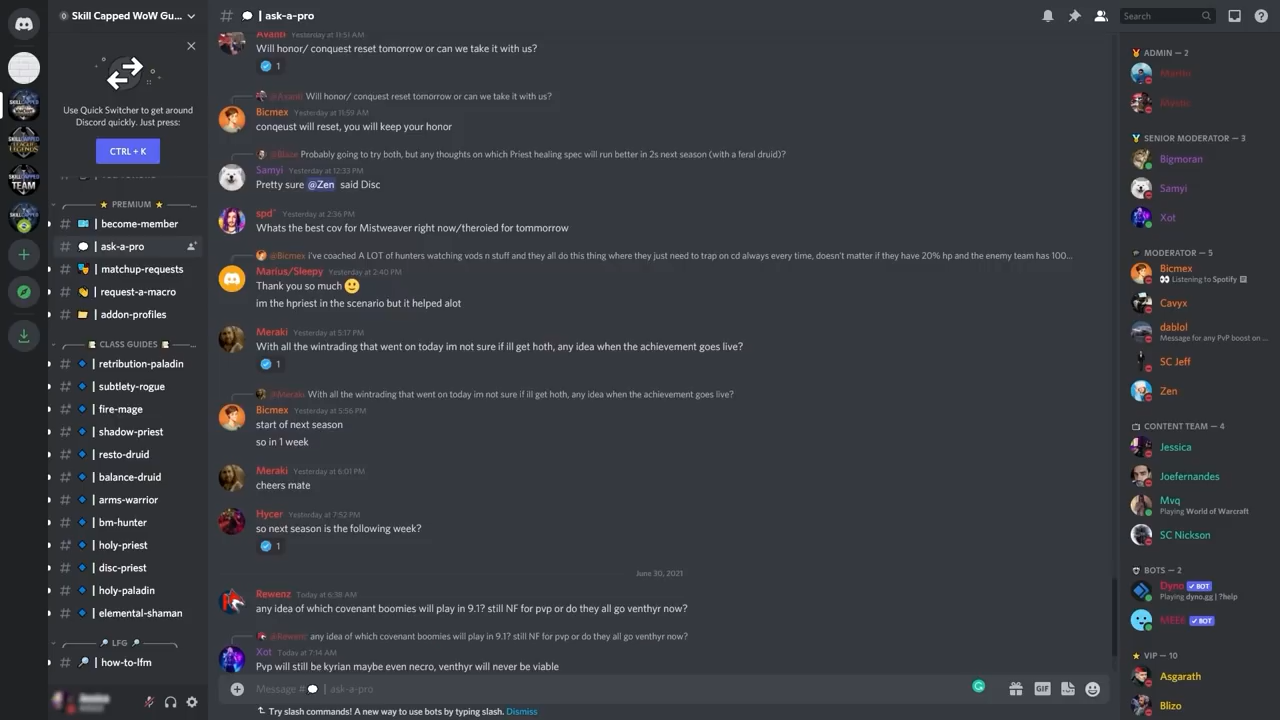 Skill Capped WoW Gu...
| ask-a-pro
Search
Use Quick Switcher to get around
Discord quickly. Just press:
CTRL + K
PREMIUM
# | become-member
# | ask-a-pro
# | matchup-requests
# | request-a-macro
# | addon-profiles
CLASS GUIDES
# | retribution-paladin
# | subtlety-rogue
# | fire-mage
# | shadow-priest
# | resto-druid
# | balance-druid
# | arms-warrior
# | bm-hunter
# | holy-priest
# | disc-priest
# | holy-paladin
# | elemental-shaman
LFG
# | how-to-lfm
Avanti Yesterday at 11:51 AM
Will honor/ conquest reset tomorrow or can we take it with us?
1
Will honor/ conquest reset tomorrow or can we take it with us?
Bicmex Yesterday at 11:59 AM
conqeust will reset, you will keep your honor
@Blaze Probably going to try both, but any thoughts on which Priest healing spec will run better in 2s next season (with a feral druid)?
Samyi Yesterday at 12:33 PM
Pretty sure @Zen said Disc
spd Yesterday at 2:36 PM
Whats the best cov for Mistweaver right now/theroied for tommorrow
@Bicmex i've coached A LOT of hunters watching vods n stuff and they all do this thing where they just need to trap on cd always every time, doesn't matter if they have 20% hp and the enemy team has 100...
Marius/Sleepy Yesterday at 2:40 PM
Thank you so much 🙂
im the hpriest in the scenario but it helped alot
Meraki Yesterday at 5:17 PM
With all the wintrading that went on today im not sure if ill get hoth, any idea when the achievement goes live?
1
@Meraki With all the wintrading that went on today im not sure if ill get hoth, any idea when the achievement goes live?
Bicmex Yesterday at 5:56 PM
start of next season
so in 1 week
Meraki Yesterday at 6:01 PM
cheers mate
Hycer Yesterday at 7:52 PM
so next season is the following week?
1
June 30, 2021
Rewenz Today at 6:38 AM
any idea of which covenant boomies will play in 9.1? still NF for pvp or do they all go venthyr now?
@Rewenz any idea of which covenant boomies will play in 9.1? still NF for pvp or do they all go venthyr now?
Xot Today at 7:14 AM
Pvp will still be kyrian maybe even necro, venthyr will never be viable
Message # | ask-a-pro
GIF
Try slash commands! A new way to use bots by typing slash. Dismiss
ADMIN — 2
SENIOR MODERATOR — 3
Bigmoran
Samyi
Xot
MODERATOR — 5
Bicmex
Listening to Spotify
Cavyx
dablol
Message for any PvP boost on ...
SC Jeff
Zen
CONTENT TEAM — 4
Jessica
Joefernandes
Mvq
Playing World of Warcraft
SC Nickson
BOTS — 2
Dyno BOT
Playing dyno.gg | ?help
MEE6 BOT
VIP — 10
Asgarath
Blizo